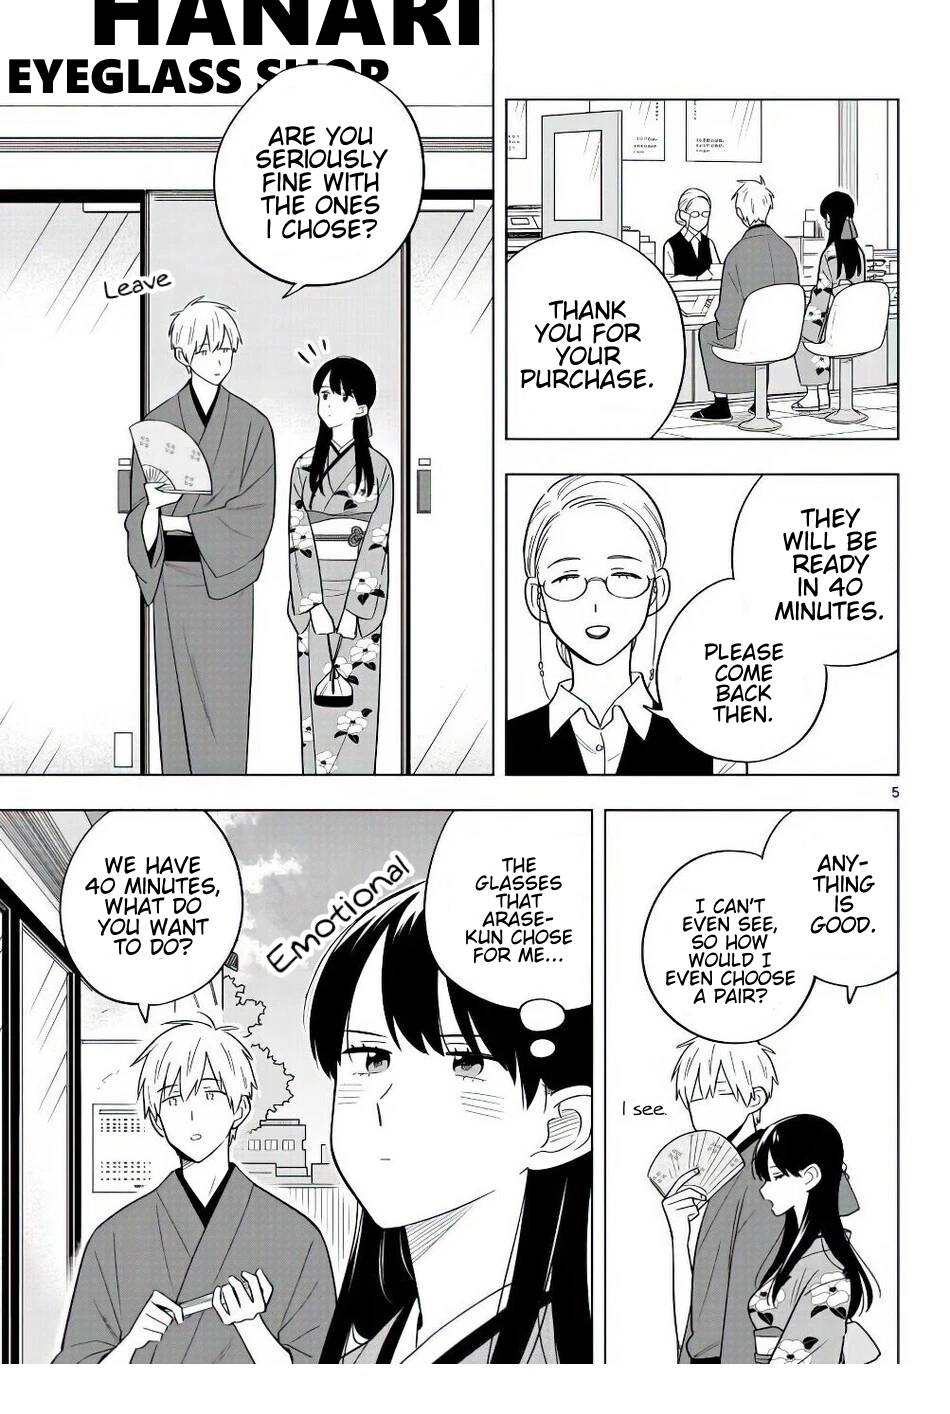 THANK
YOU FOR
YOUR
PURCHASE.
THEY
WILL BE
READY
IN 40
MINUTES.
PLEASE
COME
BACK
THEN.
HANARI
EYEGLASS SHOP
ARE YOU
SERIOUSLY
FINE WITH
THE ONES
I CHOSE?
Leave
5
ANY-
THING
IS
GOOD.
I CAN'T
EVEN SEE,
SO HOW
WOULD I
EVEN CHOOSE
A PAIR?
I see.
THE
GLASSES
THAT
ARASE-
KUN CHOSE
FOR ME...
Emotional
WE HAVE
40 MINUTES,
WHAT DO
YOU WANT
TO DO?